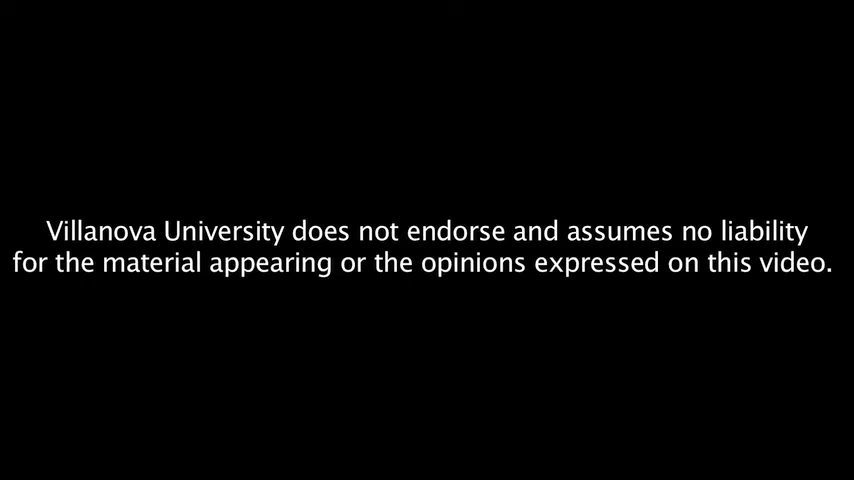 Villanova University does not endorse and assumes no liability
for the material appearing or the opinions expressed on this video.